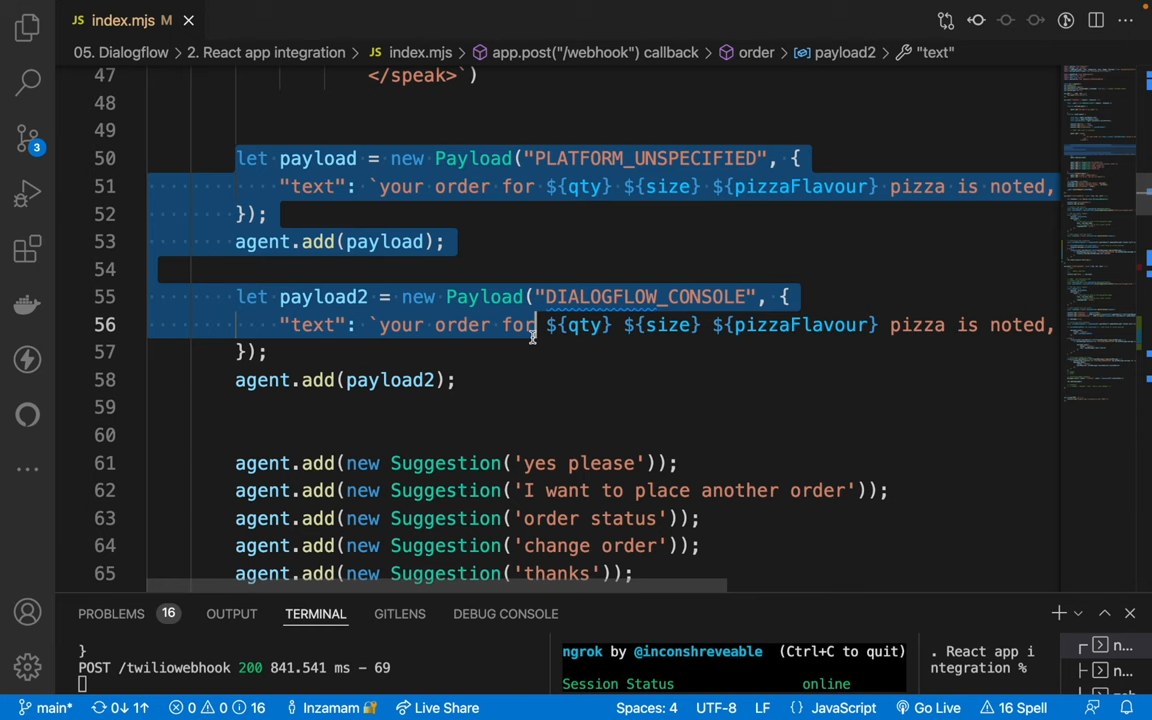 JS index.mjs M
05. Dialogflow > 2. React app integration > JS index.mjs > app.post("/webhook") callback > order > payload2 > "text"
47 </speak>`)
48
49
50 let payload = new Payload("PLATFORM_UNSPECIFIED", {
51 "text": `your order for ${qty} ${size} ${pizzaFlavour} pizza is noted,
52 });
53 agent.add(payload);
54
55 let payload2 = new Payload("DIALOGFLOW_CONSOLE", {
56 "text": `your order for ${qty} ${size} ${pizzaFlavour} pizza is noted,
57 });
58 agent.add(payload2);
59
60
61 agent.add(new Suggestion('yes please'));
62 agent.add(new Suggestion('I want to place another order'));
63 agent.add(new Suggestion('order status'));
64 agent.add(new Suggestion('change order'));
65 agent.add(new Suggestion('thanks'));
3
PROBLEMS 16 OUTPUT TERMINAL GITLENS DEBUG CONSOLE
}
POST /twiliowebhook 200 841.541 ms - 69
ngrok by @inconshreveable (Ctrl+C to quit)
Session Status online
. React app i
ntegration %
n...
n...
main* 0↓ 1↑ 0 0 16 Inzamam Live Share Spaces: 4 UTF-8 LF {} JavaScript Go Live 16 Spell